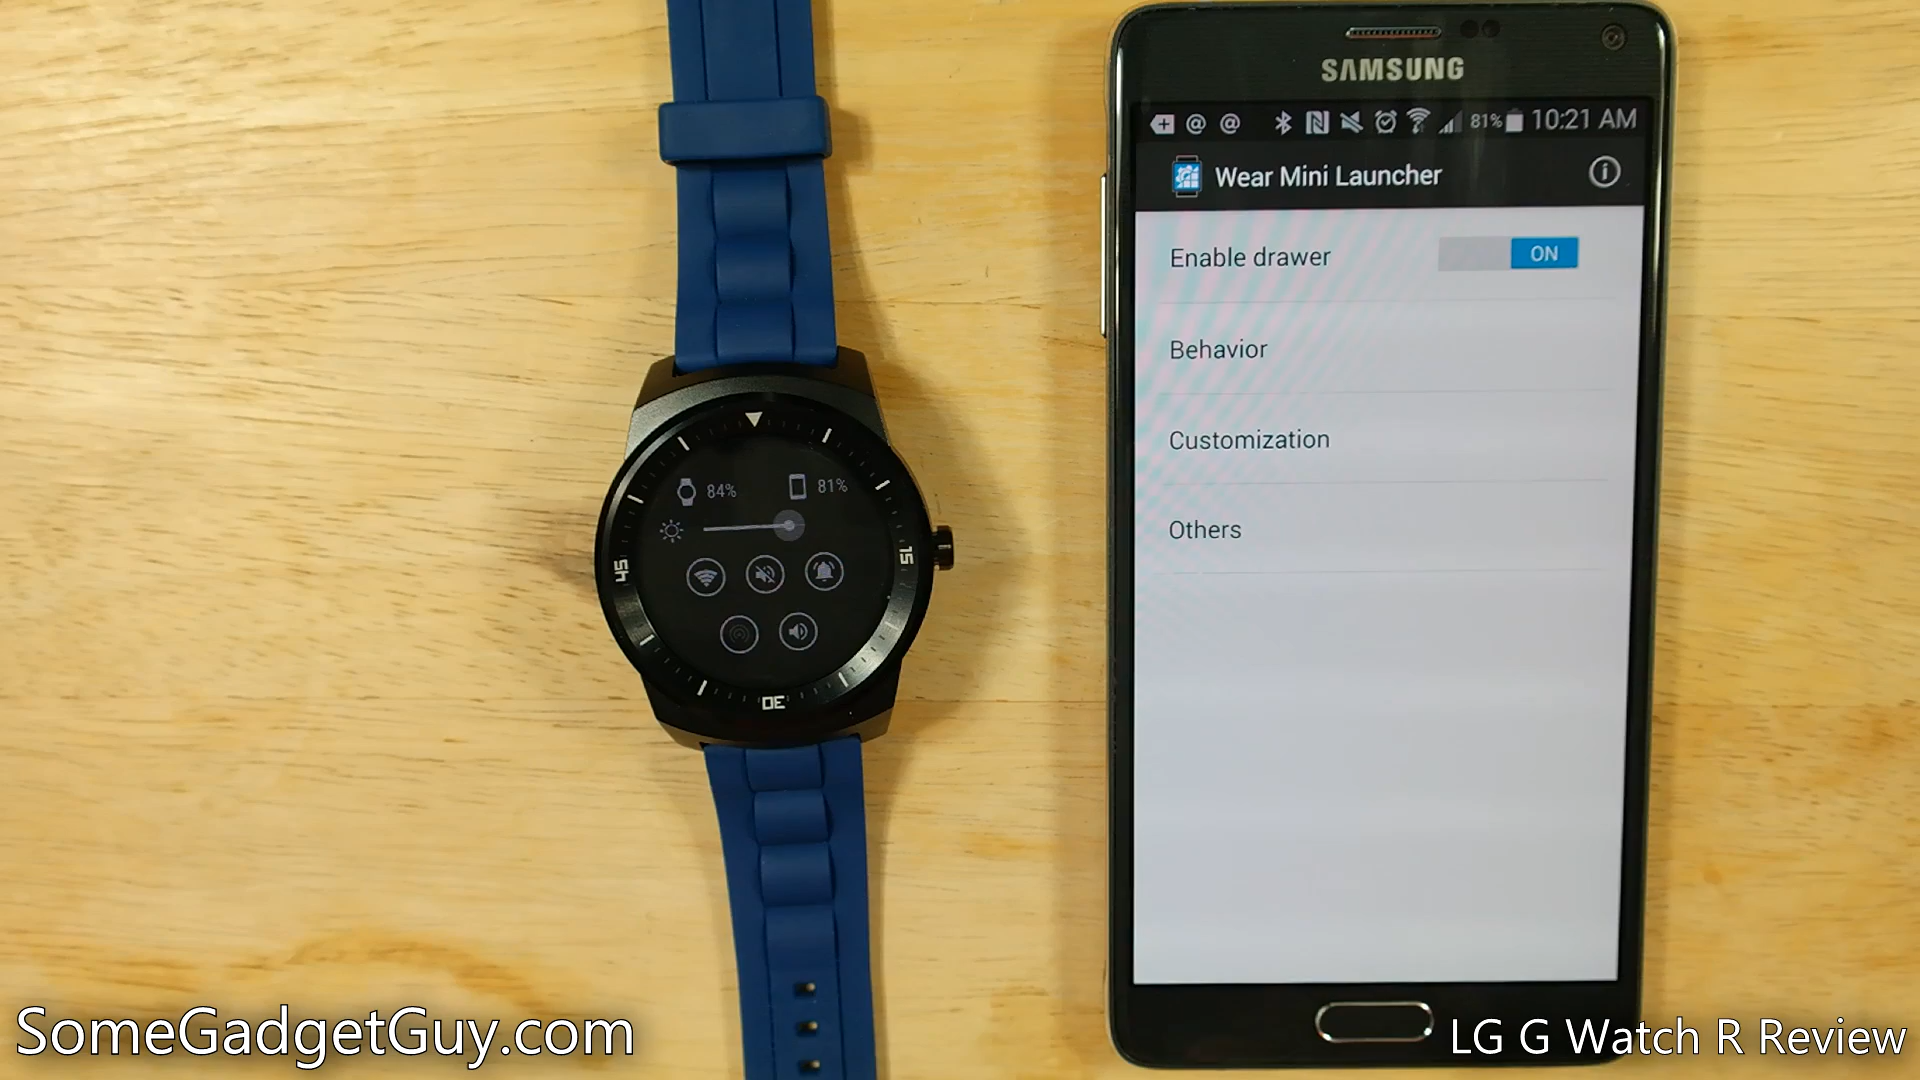 SAMSUNG
81% 10:21 AM
Wear Mini Launcher
Enable drawer ON
Behavior
Customization
Others
84% 81%
45
15
30
SomeGadgetGuy.com
LG G Watch R Review